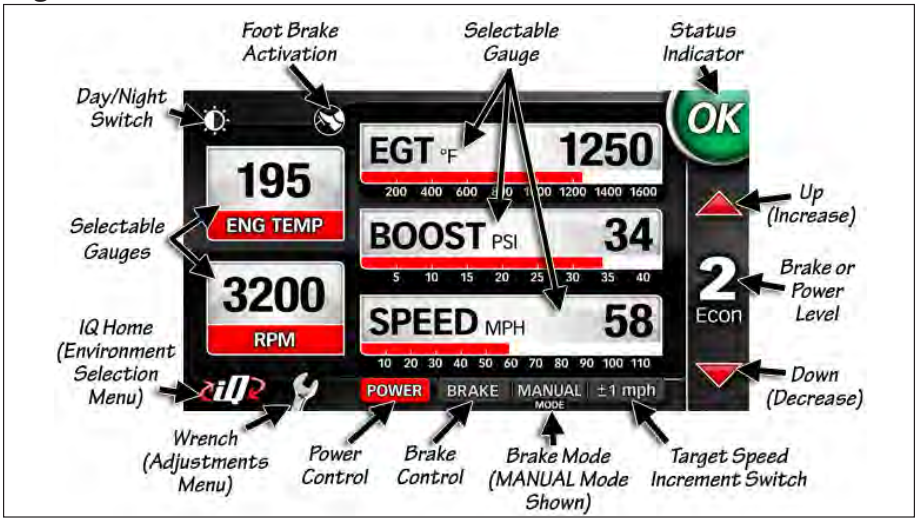 Foot Brake
Activation
Selectable
Gauge
Status
Indicator
Day/Night
Switch
OK
EGT °F 1250
200 400 600 800 1000 1200 1400 1600
195
ENG TEMP
Up
(Increase)
Selectable
Gauges
BOOST PSI 34
5 10 15 20 25 30 35 40
2
Econ
Brake or
Power
Level
3200
RPM
SPEED MPH 58
10 20 30 40 50 60 70 80 90 100 110
IQ Home
(Environment
Selection
Menu)
iQ
POWER BRAKE MANUAL ±1 mph
MODE
Down
(Decrease)
Wrench
(Adjustments
Menu)
Power
Control
Brake
Control
Brake Mode
(MANUAL Mode
Shown)
Target Speed
Increment Switch